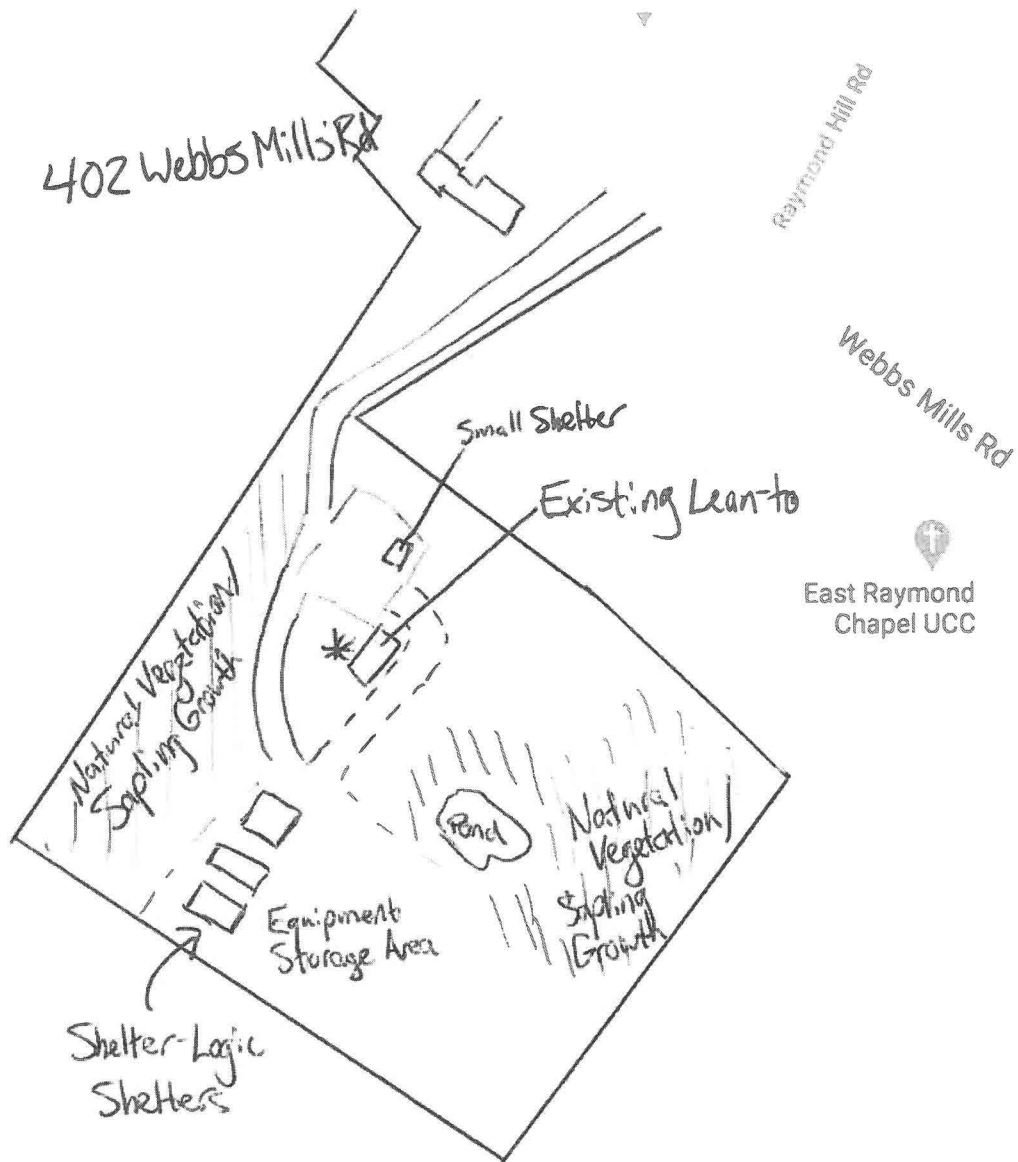 Raymond Hill Rd
402 Webbs Mills Rd
Webbs Mills Rd
Small Shelter
Existing Lean-to
East Raymond
Chapel UCC
Natural Vegetation/
Sapling Growth
Pond
Natural
Vegetation/
Sapling
Growth
Equipment
Storage Area
Shelter-Logic
Shelters